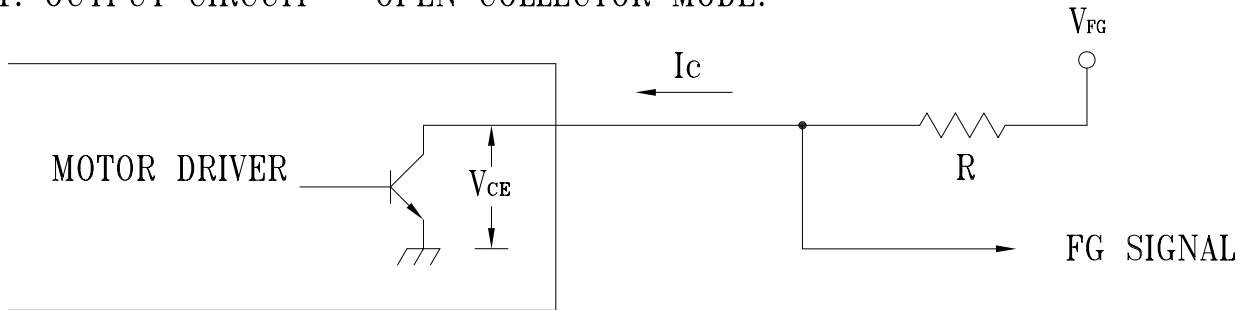 OUTPUT CIRCUIT - OPEN COLLECTOR MODE.
VFG
Ic
MOTOR DRIVER
VCE
R
FG SIGNAL